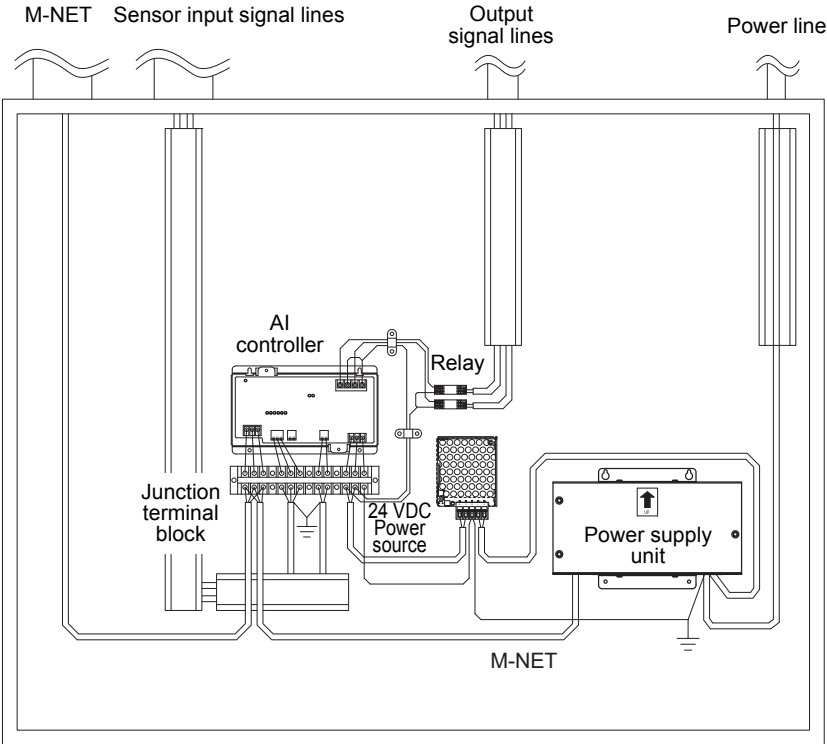 M-NET
Sensor input signal lines
Output
signal lines
Power line
AI
controller
Relay
Junction
terminal
block
24 VDC
Power
source
UP
Power supply
unit
M-NET